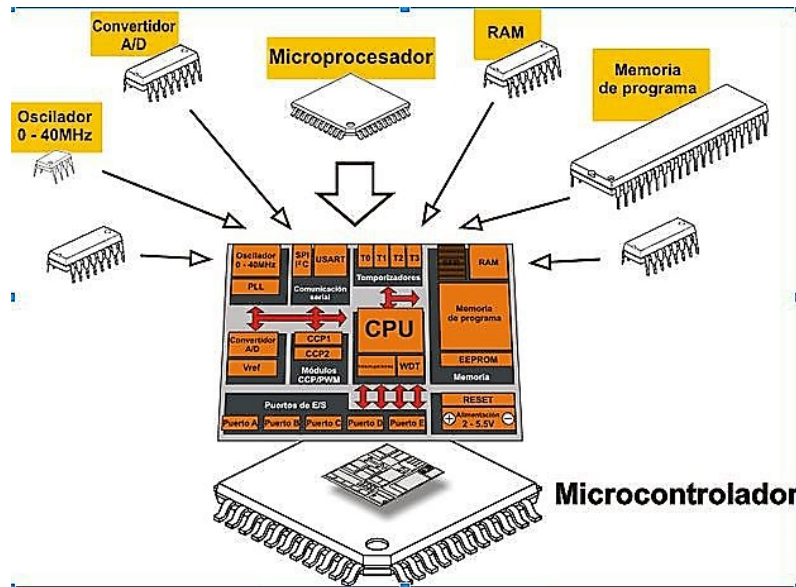 Convertidor
A/D
Microprocesador
RAM
Memoria
de programa
Oscilador
0 - 40MHz
Oscilador
0 - 40MHz
PLL
SPI
I²C
USART
Comunicación
serial
T0 T1 T2 T3
Temporizadores
RAM
Memoria
de programa
EEPROM
Memoria
CPU
WDT
Convertidor
A/D
Vref
CCP1
CCP2
Módulos
CCP/PWM
Puertos de E/S
Puerto A Puerto B Puerto C Puerto D Puerto E
RESET
+ Alimentación -
2 - 5.5V
Microcontrolador